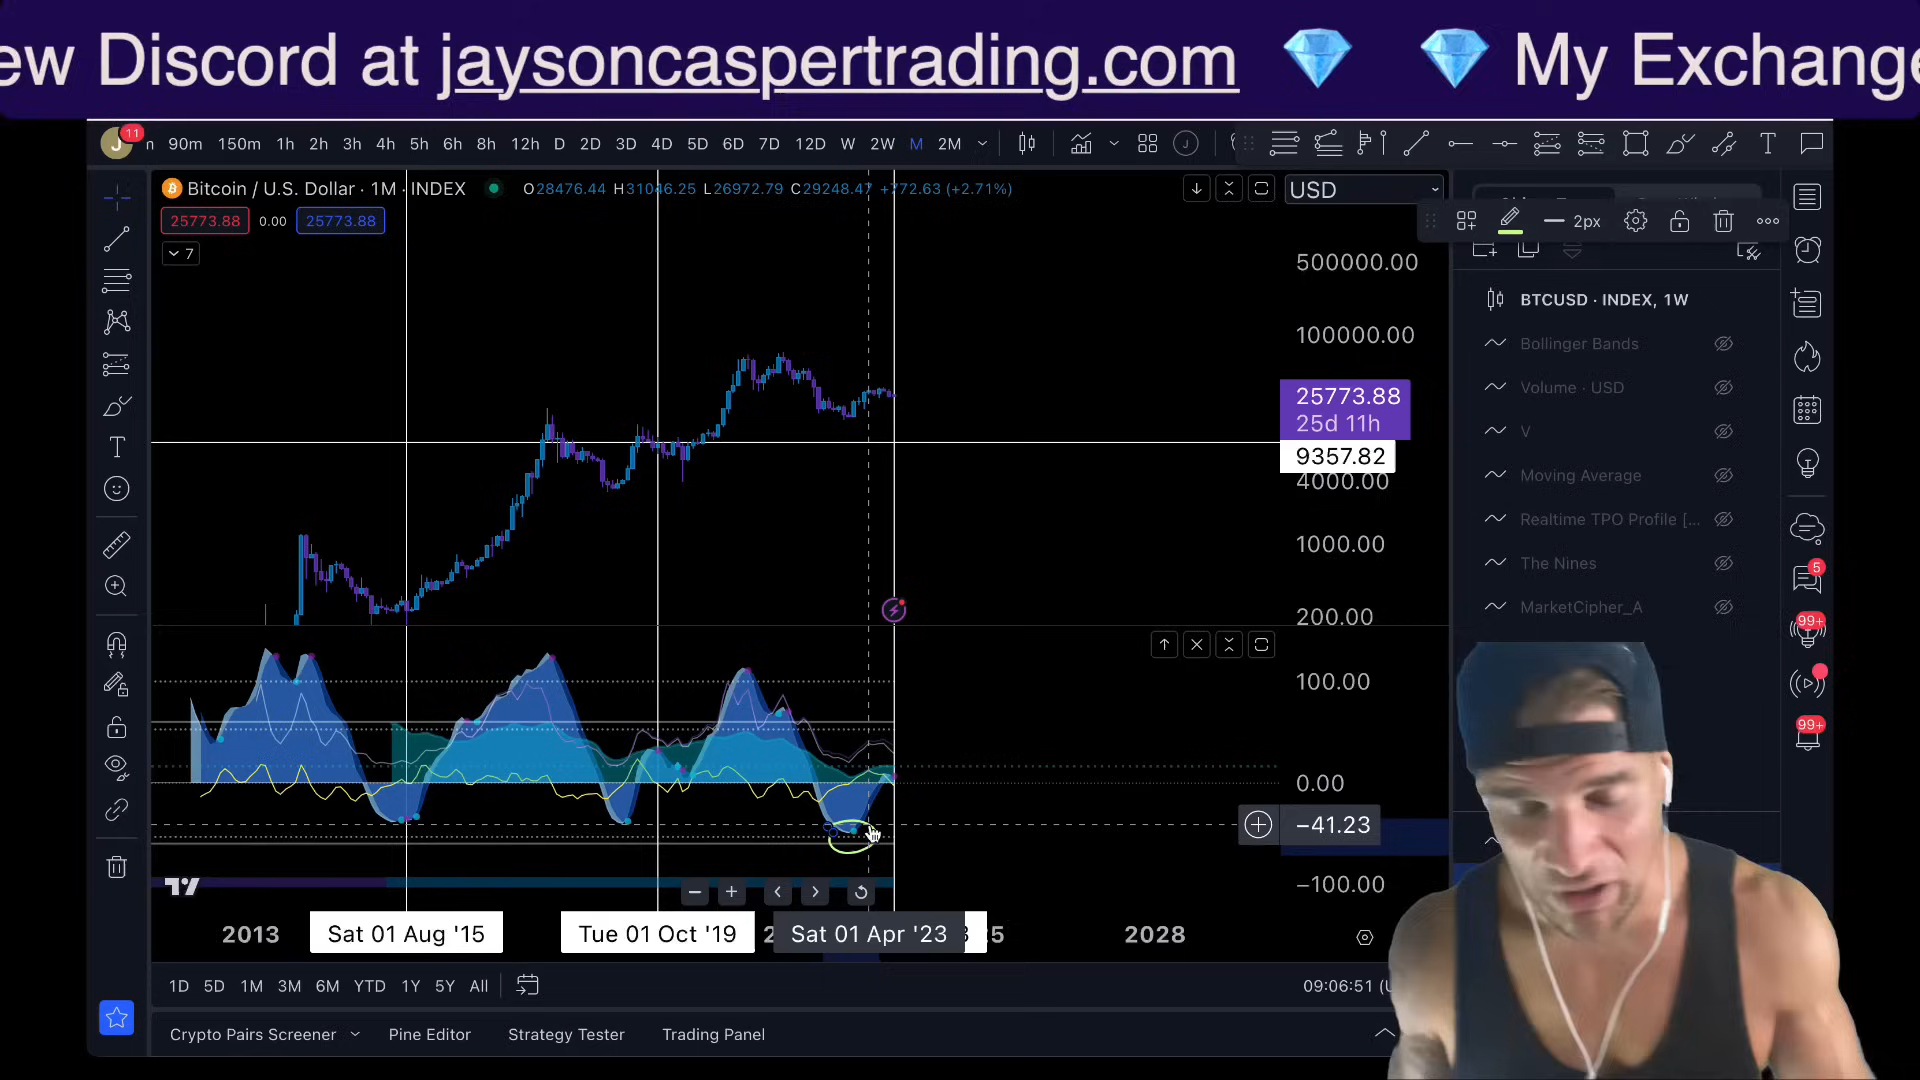 ew Discord at jaysoncaspertrading.com 💎 💎 My Exchange
J 11 90m 150m 1h 2h 3h 4h 5h 6h 8h 12h D 2D 3D 4D 5D 6D 7D 12D W 2W M 2M J T
Bitcoin / U.S. Dollar · 1M · INDEX O28476.44 H31046.25 L26972.79 C29248.47 +772.63 (+2.71%) USD
25773.88 0.00 25773.88 2px
7
500000.00
BTCUSD · INDEX, 1W
100000.00
Bollinger Bands
25773.88
Volume · USD
25d 11h
V
9357.82
4000.00
Moving Average
Realtime TPO Profile [...
1000.00
The Nines
5
MarketCipher_A
200.00
99+
100.00
99+
0.00
−41.23
−100.00
2013 Sat 01 Aug '15 Tue 01 Oct '19 Sat 01 Apr '23 2028
1D 5D 1M 3M 6M YTD 1Y 5Y All 09:06:51
Crypto Pairs Screener Pine Editor Strategy Tester Trading Panel